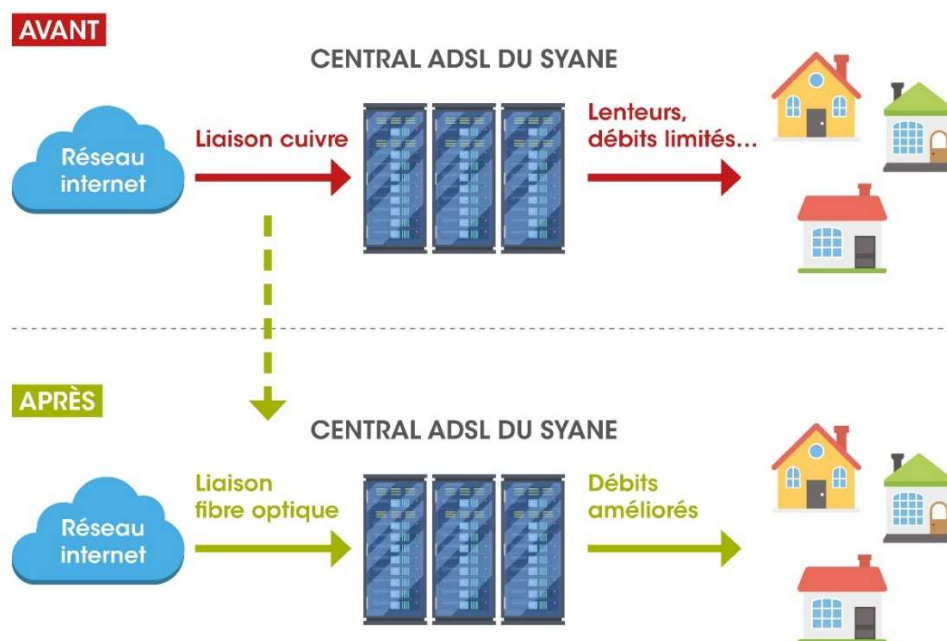 AVANT
CENTRAL ADSL DU SYANE
Réseau
internet
Liaison cuivre
Lenteurs,
débits limités...
APRÈS
CENTRAL ADSL DU SYANE
Réseau
internet
Liaison
fibre optique
Débits
améliorés